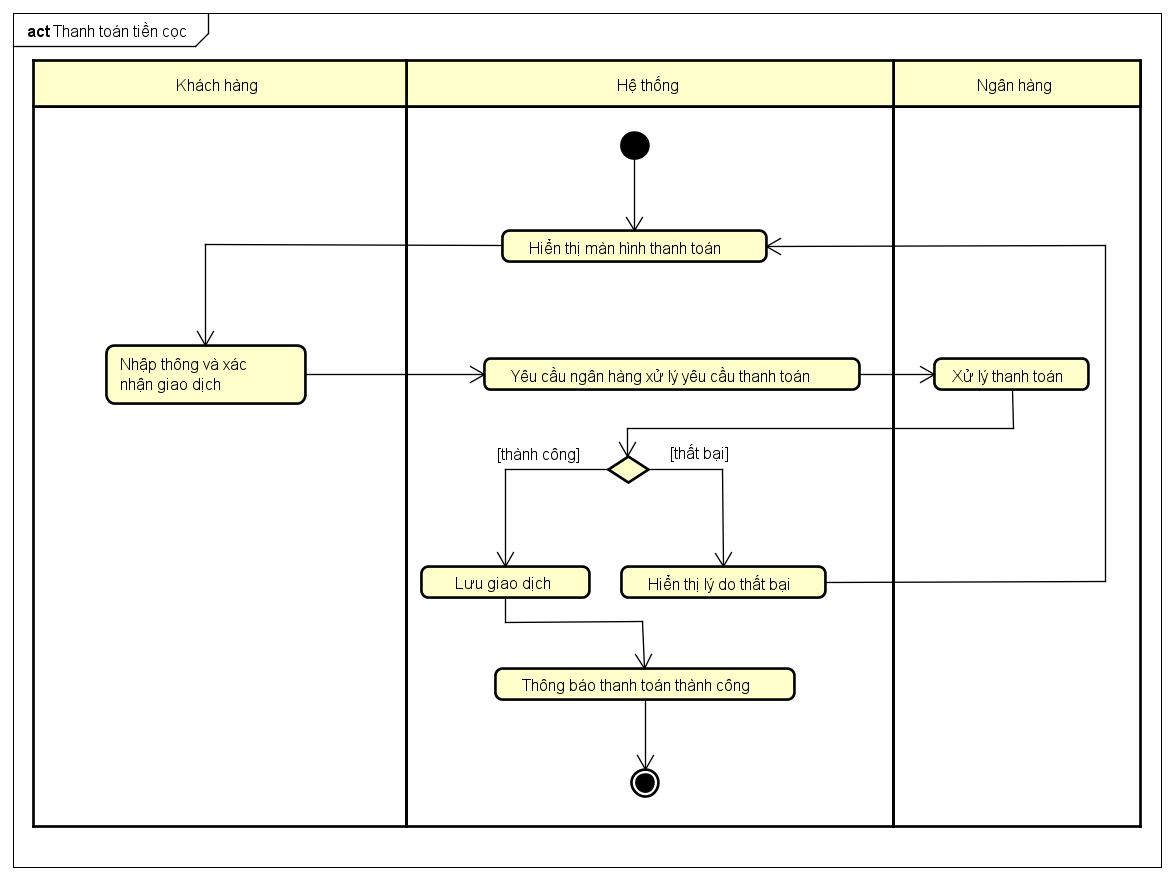 act Thanh toán tiền cọc
Khách hàng
Hệ thống
Ngân hàng
Hiển thị màn hình thanh toán
Nhập thông và xác
nhận giao dịch
Yêu cầu ngân hàng xử lý yêu cầu thanh toán
Xử lý thanh toán
[thành công]
[thất bại]
Lưu giao dịch
Hiển thị lý do thất bại
Thông báo thanh toán thành công